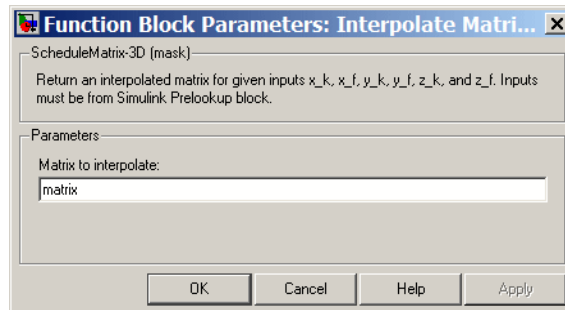 Function Block Parameters: Interpolate Matri...
ScheduleMatrix-3D (mask)
Return an interpolated matrix for given inputs x_k, x_f, y_k, y_f, z_k, and z_f. Inputs
must be from Simulink Prelookup block.
Parameters
Matrix to interpolate:
matrix
OK Cancel Help Apply